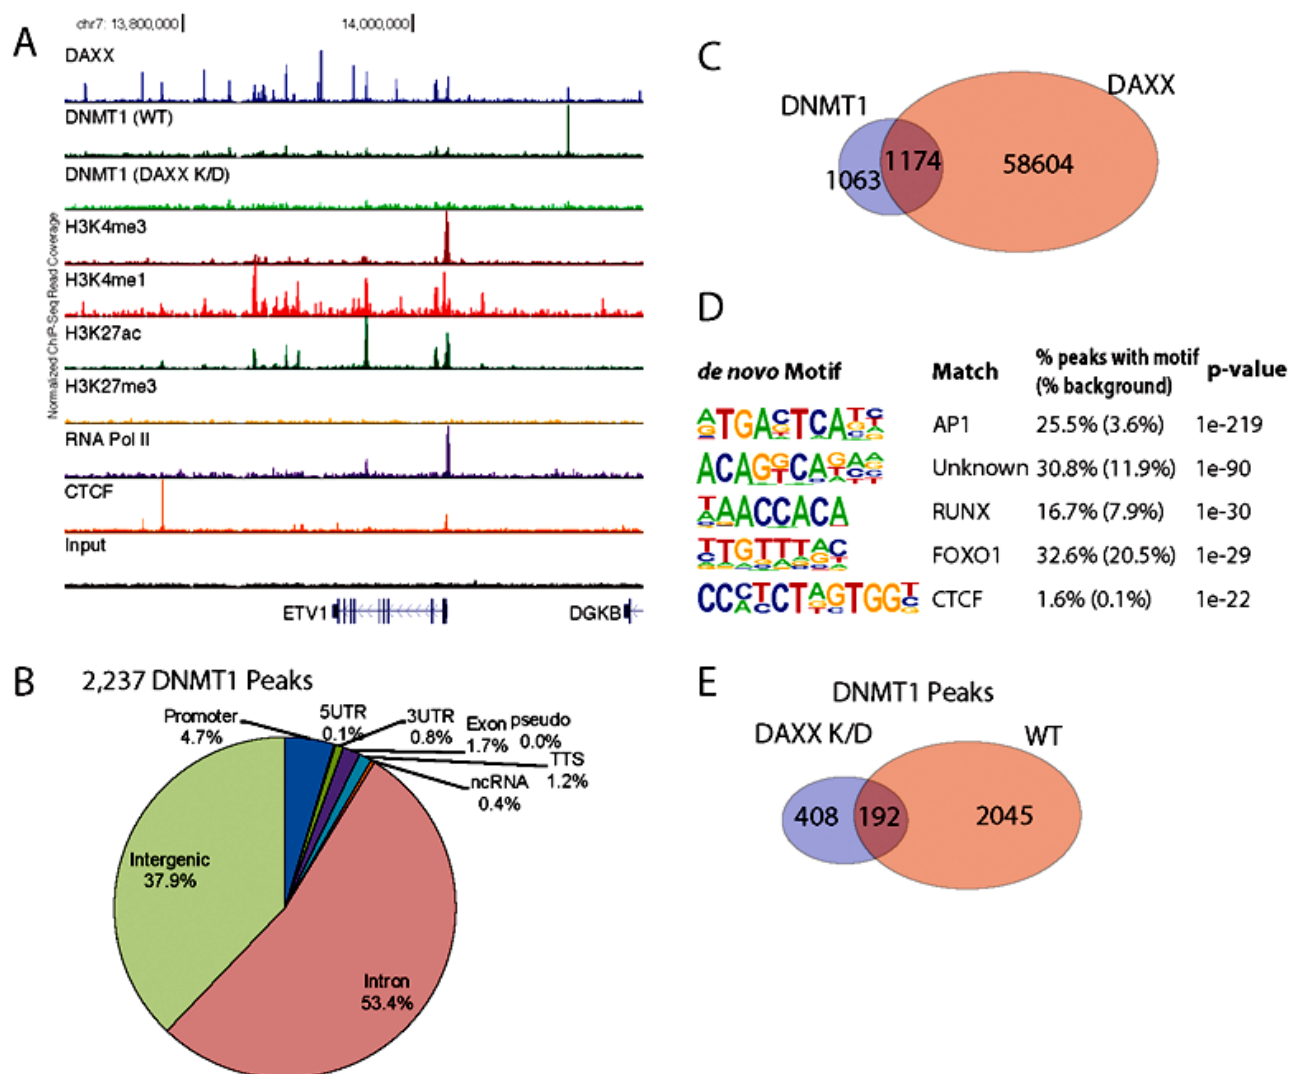 A
chr7: 13,800,000
14,000,000
DAXX
DNMT1 (WT)
DNMT1 (DAXX K/D)
H3K4me3
H3K4me1
H3K27ac
H3K27me3
RNA Pol II
CTCF
Input
Normalized ChIP-Seq Read Coverage
ETV1
DGKB
B
2,237 DNMT1 Peaks
Promoter
4.7%
5UTR
0.1%
3UTR
0.8%
Exon
1.7%
pseudo
0.0%
TTS
1.2%
ncRNA
0.4%
Intergenic
37.9%
Intron
53.4%
C
DNMT1
DAXX
1063
1174
58604
D
de novo Motif Match % peaks with motif (% background) p-value
AP1 25.5% (3.6%) 1e-219
Unknown 30.8% (11.9%) 1e-90
RUNX 16.7% (7.9%) 1e-30
FOXO1 32.6% (20.5%) 1e-29
CTCF 1.6% (0.1%) 1e-22
E
DNMT1 Peaks
DAXX K/D
WT
408
192
2045